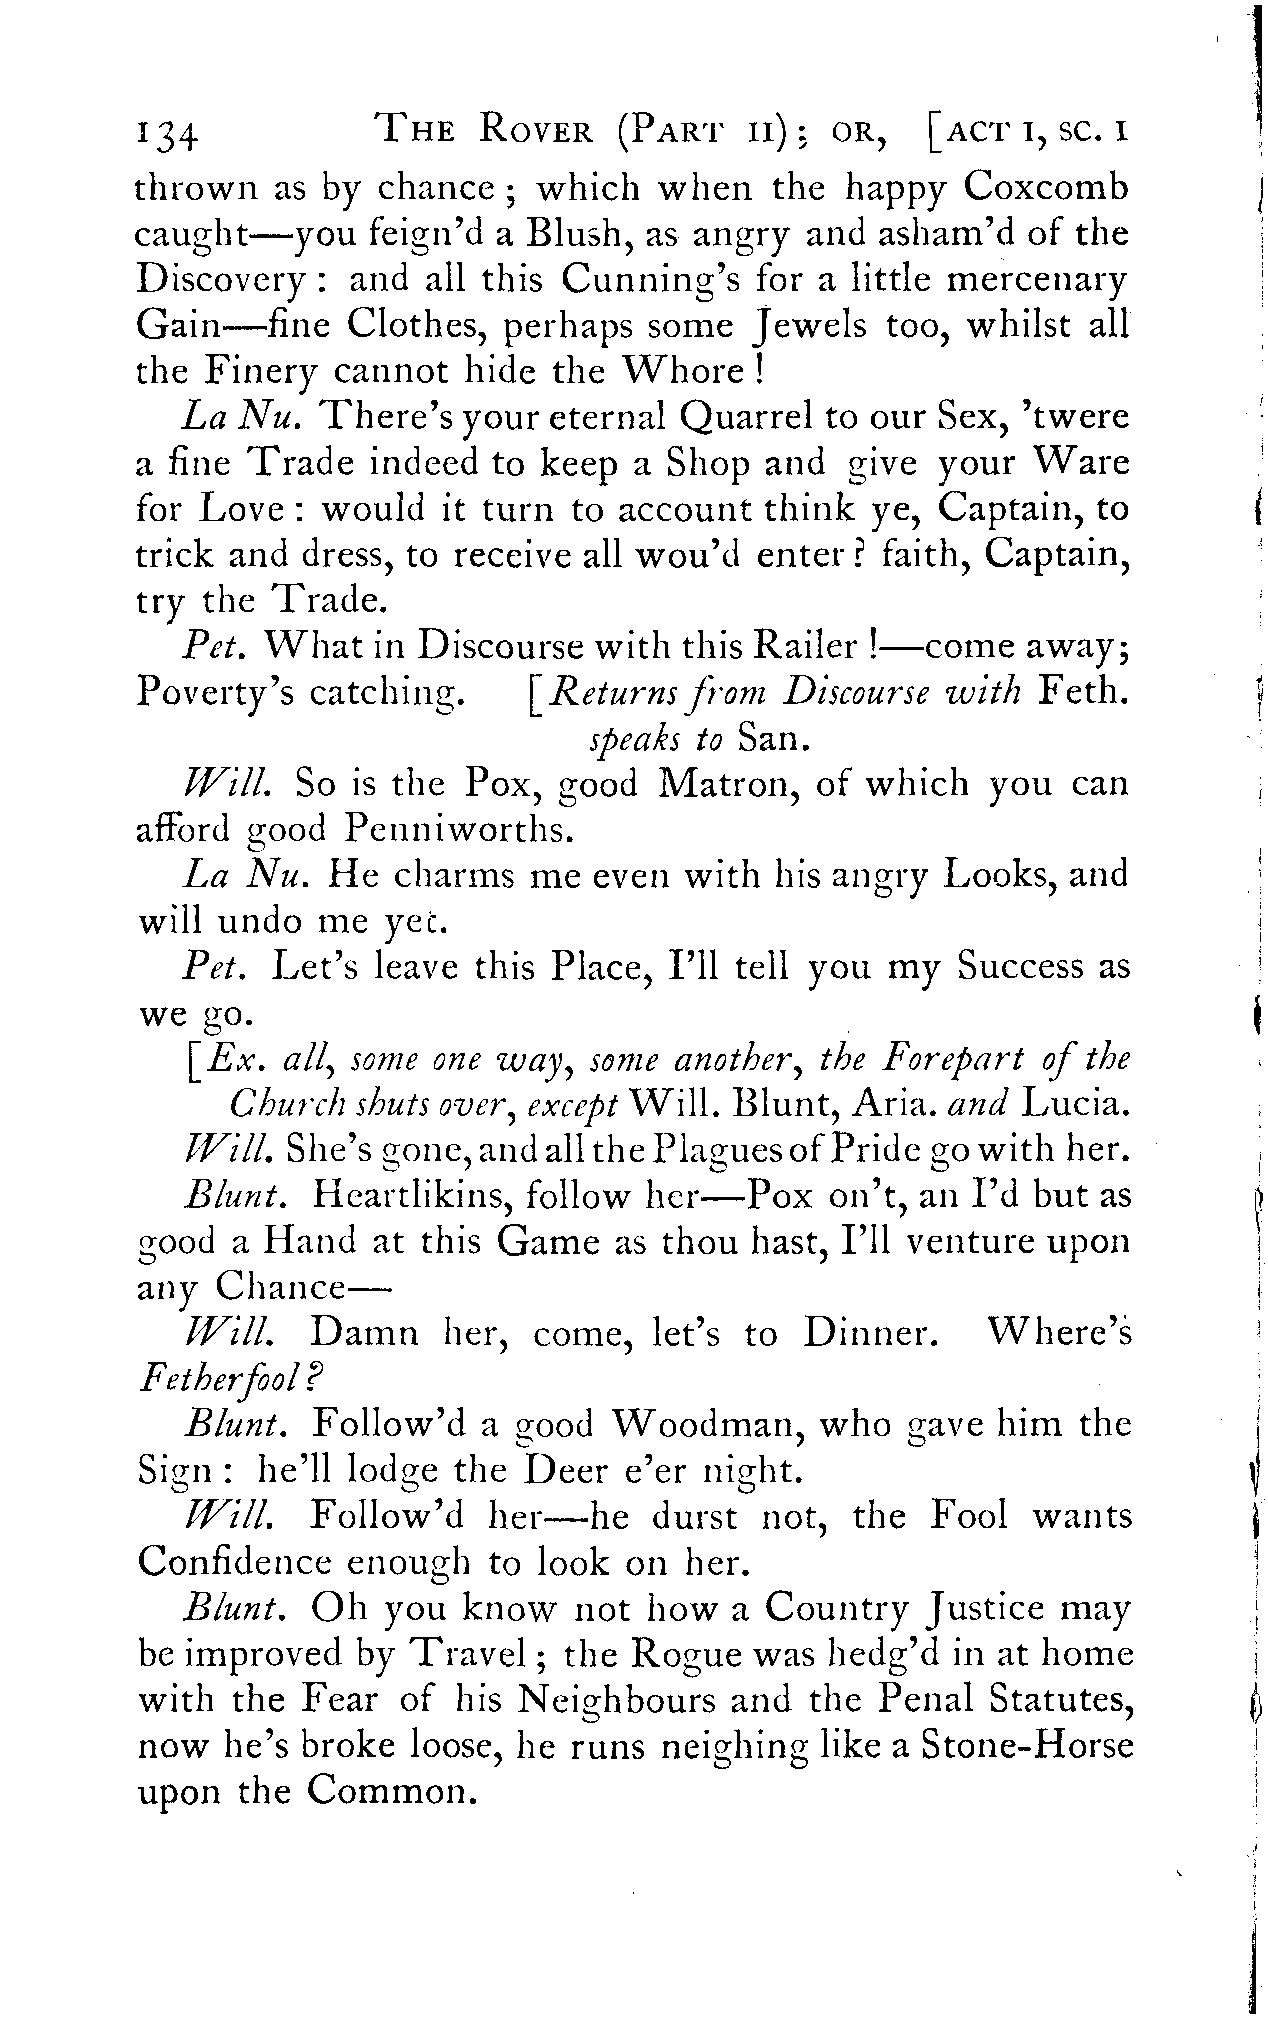 134 THE ROVER (PART II); OR, [ACT I, SC. I
thrown as by chance; which when the happy Coxcomb
caught—you feign'd a Blush, as angry and asham'd of the
Discovery: and all this Cunning's for a little mercenary
Gain—fine Clothes, perhaps some Jewels too, whilst all
the Finery cannot hide the Whore!
La Nu. There's your eternal Quarrel to our Sex, 'twere
a fine Trade indeed to keep a Shop and give your Ware
for Love: would it turn to account think ye, Captain, to
trick and dress, to receive all wou'd enter? faith, Captain,
try the Trade.
Pet. What in Discourse with this Railer!—come away;
Poverty's catching. [Returns from Discourse with Feth.
speaks to San.
Will. So is the Pox, good Matron, of which you can
afford good Penniworths.
La Nu. He charms me even with his angry Looks, and
will undo me yet.
Pet. Let's leave this Place, I'll tell you my Success as
we go.
[Ex. all, some one way, some another, the Forepart of the
Church shuts over, except Will. Blunt, Aria. and Lucia.
Will. She's gone, and all the Plagues of Pride go with her.
Blunt. Heartlikins, follow her—Pox on't, an I'd but as
good a Hand at this Game as thou hast, I'll venture upon
any Chance—
Will. Damn her, come, let's to Dinner. Where's
Fetherfool?
Blunt. Follow'd a good Woodman, who gave him the
Sign: he'll lodge the Deer e'er night.
Will. Follow'd her—he durst not, the Fool wants
Confidence enough to look on her.
Blunt. Oh you know not how a Country Justice may
be improved by Travel; the Rogue was hedg'd in at home
with the Fear of his Neighbours and the Penal Statutes,
now he's broke loose, he runs neighing like a Stone-Horse
upon the Common.